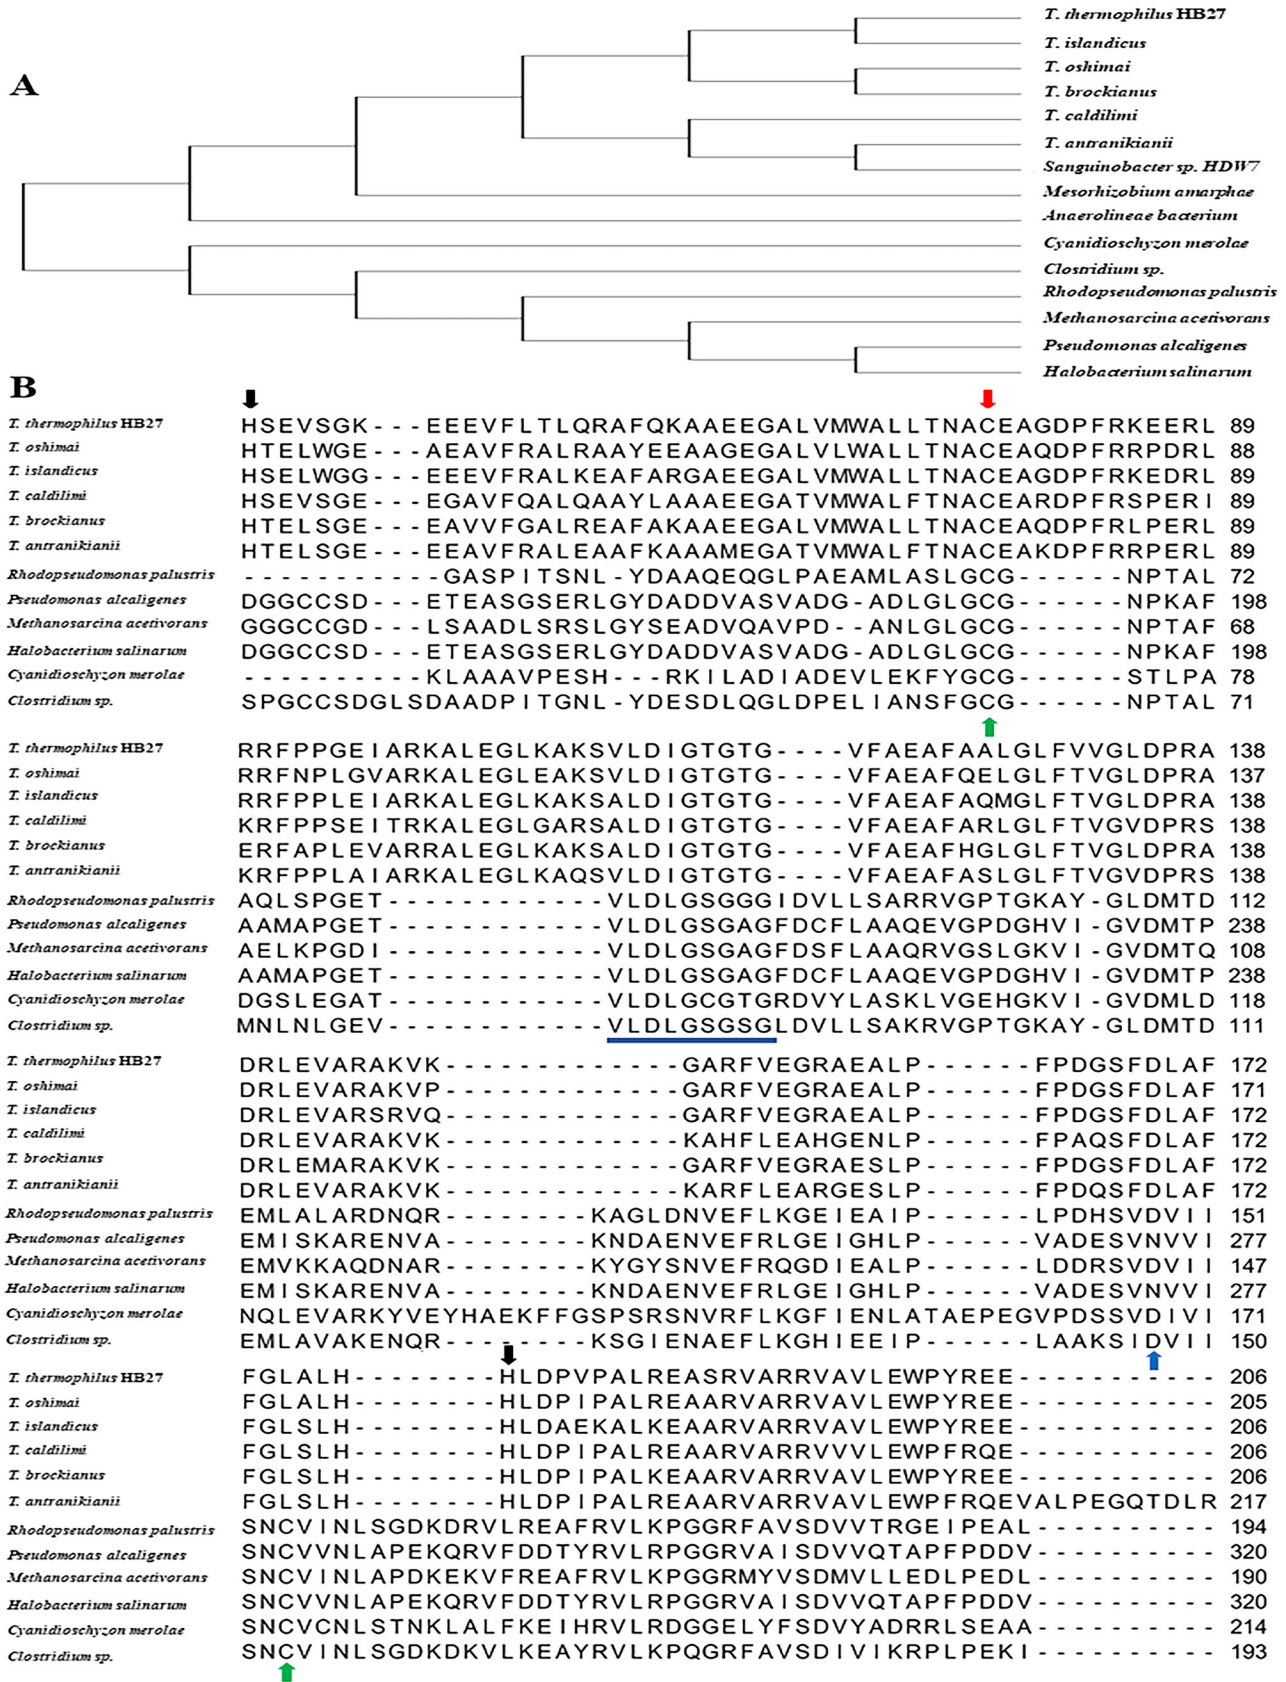 A
T. thermophilus HB27
T. islandicus
T. oshimai
T. brockianus
T. caldilimi
T. antranikianii
Sanguinobacter sp. HDW7
Mesorhizobium amarphae
Anaerolineae bacterium
Cyanidioschyzon merolae
Clostridium sp.
Rhodopseudomonas palustris
Methanosarcina acetivorans
Pseudomonas alcaligenes
Halobacterium salinarum
B
T. thermophilus HB27 HSEVSGK---EEEVFLTLQRAFQKAAEEGALVMWALLTNACEAGDPFRKEERL 89
T. oshimai HTELWGE---AEAVFRALRAAYEEAAGEGALVLWALLTNACEAQDPFRRPDRL 88
T. islandicus HSELWGG---EEEVFRALKEAFARGAEEGALVMWALLTNACEARDPFRKEDRL 89
T. caldilimi HSEVSGE---EGAVFQALQAAYLAAAEEGATVMWALFTNACEARDPFRSPERI 89
T. brockianus HTELSGE---EAVVFGALREAFAKAAEEGALVMWALLTNACEAQDPFRLPERL 89
T. antranikianii HTELSGE---EEAVFRALEAAFKAAAMEGATVMWALFTNACEAKDPFRRPERL 89
Rhodopseudomonas palustris -----------GASPITSNL-YDAAQEQGLPAEAMLASLGCG------NPTAL 72
Pseudomonas alcaligenes DGGCCSD---ETEASGSERLGYDADDVASVADG-ADLGLGCG------NPKAF 198
Methanosarcina acetivorans GGGCCGD---LSAADLSRSLGYSEADVQAVPD--ANLGLGCG------NPTAF 68
Halobacterium salinarum DGGCCSD---ETEASGSERLGYDADDVASVADG-ADLGLGCG------NPKAF 198
Cyanidioschyzon merolae ----------KLAAAVPESH---RKILADIADEVLEKFYGCG------STLPA 78
Clostridium sp. SPGCCSDGLSDAADPITGNL-YDESDLQGLDPELIANSFGCG------NPTAL 71
T. thermophilus HB27 RRFPPGEIARKALEGLKAKSVLDIGTGTG----VFAEAFAALGLFVVGLDPRA 138
T. oshimai RRFNPLGVARKALEGLKAKSVLDIGTGTG----VFAEAFQELGLFTVGLDPRA 137
T. islandicus RRFPPLEIARKALEGLKAKSALDIGTGTG----VFAEAFAQMGLFTVGLDPRA 138
T. caldilimi KRFPPSEITRKALEGLGARSALDIGTGTG----VFAEAFARLGLFTVGVDPRS 138
T. brockianus ERFAPLEVARRALEGLKAKSALDIGTGTG----VFAEAFHGLGLFTVGLDPRA 138
T. antranikianii KRFPPLAIARKALEGLKAQSVLDIGTGTG----VFAEAFASLGLFTVGLDPRS 138
Rhodopseudomonas palustris AQLSPGET------------VLDLGSGGGIDVLLSARRVGPTGKAY-GLDMTD 112
Pseudomonas alcaligenes AAMAPGET------------VLDLGSGAGFDCFLAAQEVGPDGHVI-GVDMTP 238
Methanosarcina acetivorans AELKPGDI------------VLDLGSGAGFDSFLAAQRVGSLGKVI-GVDMTQ 108
Halobacterium salinarum AAMAPGET------------VLDLGSGAGFDCFLAAQEVGPDGHVI-GVDMTP 238
Cyanidioschyzon merolae DGSLEGAT------------VLDLGCGTGRDVYLASKLVGEHGKVI-GVDMLD 118
Clostridium sp. MNLNLGEV------------VLDLGSGSGLDVLLSAKRVGPTGKAY-GLDMTD 111
T. thermophilus HB27 DRLEVARAKVK-------------GARFVEGRAEALP------FPDGSFDLAF 172
T. oshimai DRLEVARAKVP-------------GARFVEGRAEALP------FPDGSFDLAF 171
T. islandicus DRLEVARSRVQ-------------GARFVEGRAEALP------FPDGSFDLAF 172
T. caldilimi DRLEVARAKVK-------------KAHFLEAHGENLP------FPAQSFDLAF 172
T. brockianus DRLEMARAKVK-------------GARFVEGRAESLP------FPDGSFDLAF 172
T. antranikianii DRLEVARAKVK-------------KARFLEARGESLP------FPDQSFDLAF 172
Rhodopseudomonas palustris EMLALARDNQR--------KAGLDNVEFLKGEIEAIP------LPDHSVDVII 151
Pseudomonas alcaligenes EMISKARENVA--------KNDAENVEFRLGEIGHLP------VADESVNVVI 277
Methanosarcina acetivorans EMVKKAQDNAR--------KYGYSNVEFRQGDIEALP------LDDRSVDVII 147
Halobacterium salinarum EMISKARENVA--------KNDAENVEFRLGEIGHLP------VADESVNVVI 277
Cyanidioschyzon merolae NQLEVARKYVEYHAEKFFGSPSRSNVRFLKGFIENLATAEPEGVPDSSVDIVI 171
Clostridium sp. EMLAVAKENQR--------KSGIENAEFLKGHIEEIP------LAAKSIDVII 150
T. thermophilus HB27 FGLALH--------HLDPVPALREASRVARRVAVLEWPYREE----------- 206
T. oshimai FGLALH--------HLDPIPALREAARVARRVAVLEWPYREE----------- 205
T. islandicus FGLSLH--------HLDAEKALKEAARVARRVAVLEWPYREE----------- 206
T. caldilimi FGLSLH--------HLDPIPALREAARVARRVVVLEWPFRQE----------- 206
T. brockianus FGLSLH--------HLDPIPALKEAARVARRVAVLEWPYREE----------- 206
T. antranikianii FGLSLH--------HLDPIPALREAARVARRVAVLEWPFRQEVALPEGQTDLR 217
Rhodopseudomonas palustris SNCVINLSGDKDRVLREAFRVLKPGGRFAVSDVVTRGEIPEAL---------- 194
Pseudomonas alcaligenes SNCVVNLAPEKQRVFDDTYRVLRPGGRVAISDVVQTAPFPDDV---------- 320
Methanosarcina acetivorans SNCVINLAPDKEKVFREAFRVLKPGGRMYVSDMVLLEDLPEDL---------- 190
Halobacterium salinarum SNCVVNLAPEKQRVFDDTYRVLRPGGRVAISDVVQTAPFPDDV---------- 320
Cyanidioschyzon merolae SNCVCNLSTNKLALFKEIHRVLRDGGELYFSDVYADRRLSEAA---------- 214
Clostridium sp. SNCVINLSGDKDKVLKEAYRVLKPQGRFAVSDIVIKRPLPEKI---------- 193